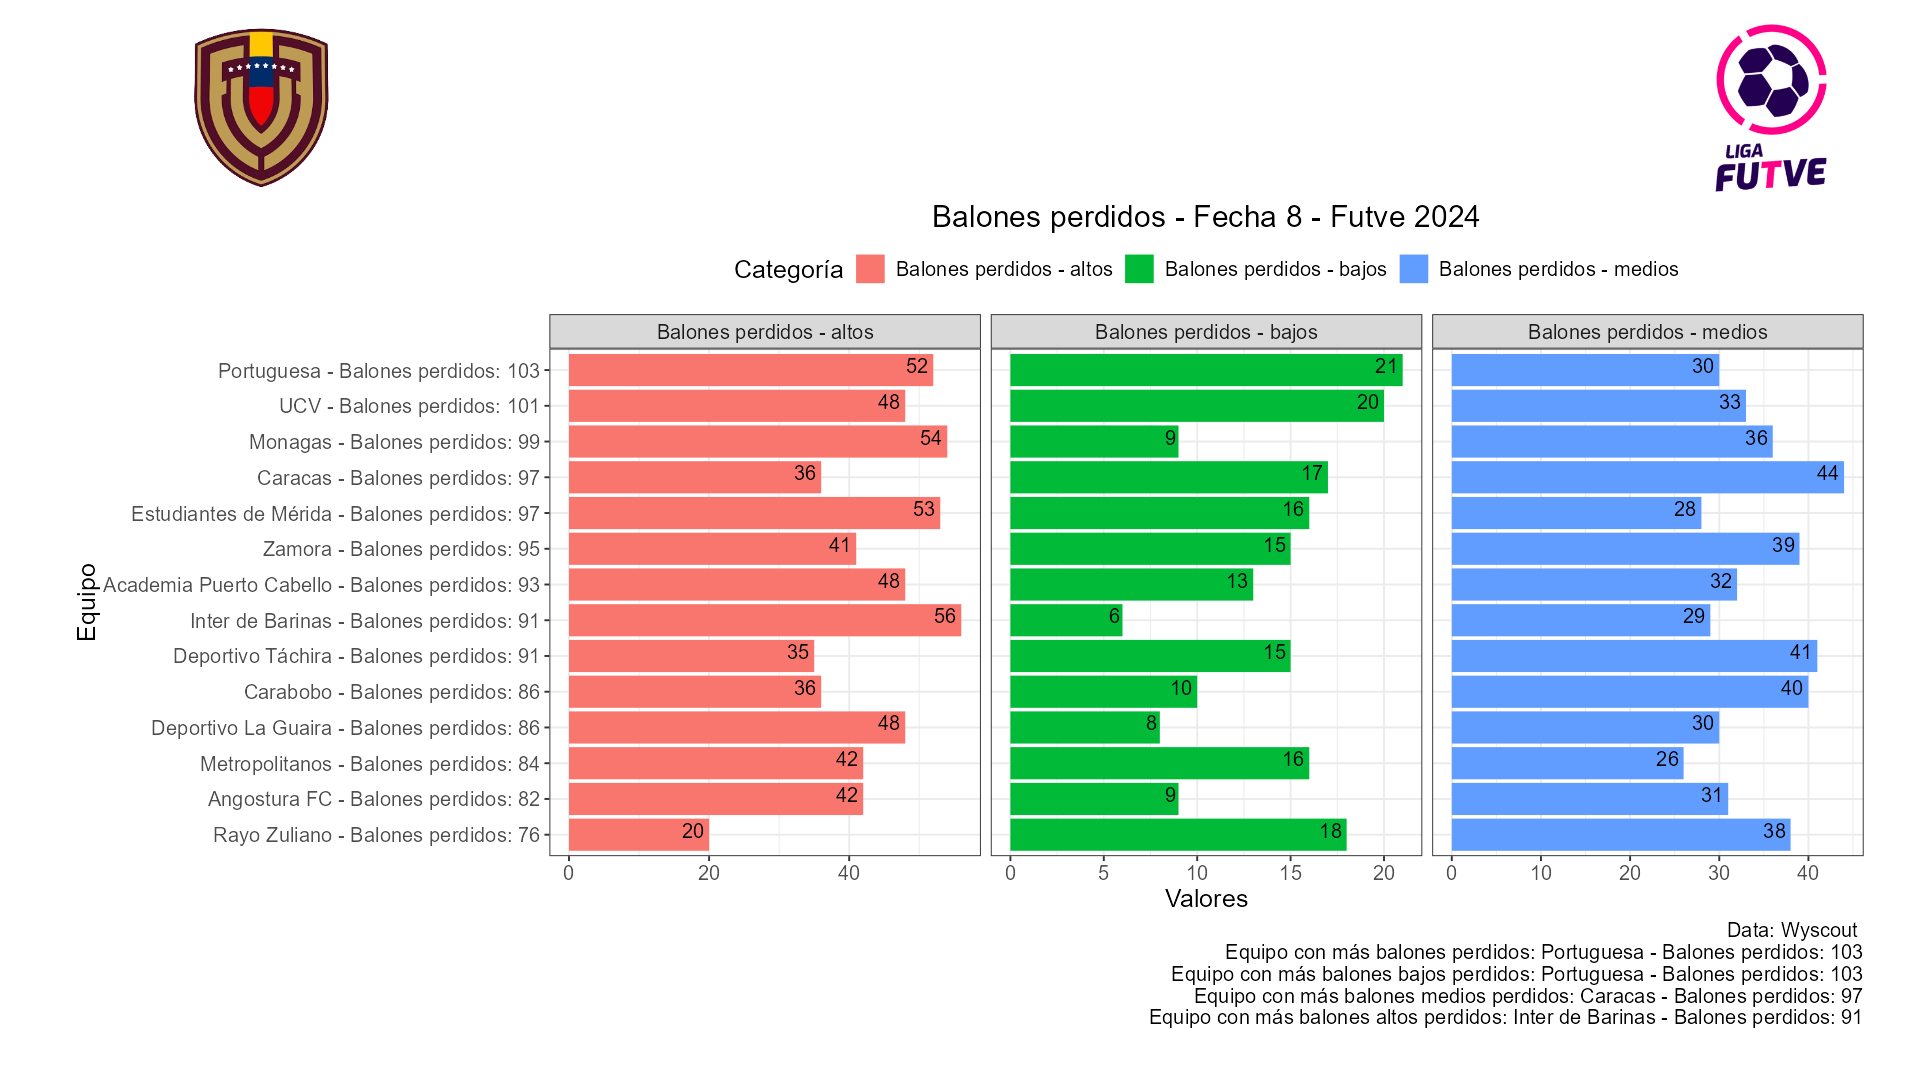 LIGA
FUTVE
Balones perdidos - Fecha 8 - Futve 2024
Categoría Balones perdidos - altos Balones perdidos - bajos Balones perdidos - medios
Balones perdidos - altos Balones perdidos - bajos Balones perdidos - medios
Portuguesa - Balones perdidos: 103 52 21 30
UCV - Balones perdidos: 101 48 20 33
Monagas - Balones perdidos: 99 54 9 36
Caracas - Balones perdidos: 97 36 17 44
Estudiantes de Mérida - Balones perdidos: 97 53 16 28
Zamora - Balones perdidos: 95 41 15 39
Academia Puerto Cabello - Balones perdidos: 93 48 13 32
Inter de Barinas - Balones perdidos: 91 56 6 29
Deportivo Táchira - Balones perdidos: 91 35 15 41
Carabobo - Balones perdidos: 86 36 10 40
Deportivo La Guaira - Balones perdidos: 86 48 8 30
Metropolitanos - Balones perdidos: 84 42 16 26
Angostura FC - Balones perdidos: 82 42 9 31
Rayo Zuliano - Balones perdidos: 76 20 18 38
Equipo
0 20 40 0 5 10 15 20 0 10 20 30 40
Valores
Data: Wyscout
Equipo con más balones perdidos: Portuguesa - Balones perdidos: 103
Equipo con más balones bajos perdidos: Portuguesa - Balones perdidos: 103
Equipo con más balones medios perdidos: Caracas - Balones perdidos: 97
Equipo con más balones altos perdidos: Inter de Barinas - Balones perdidos: 91